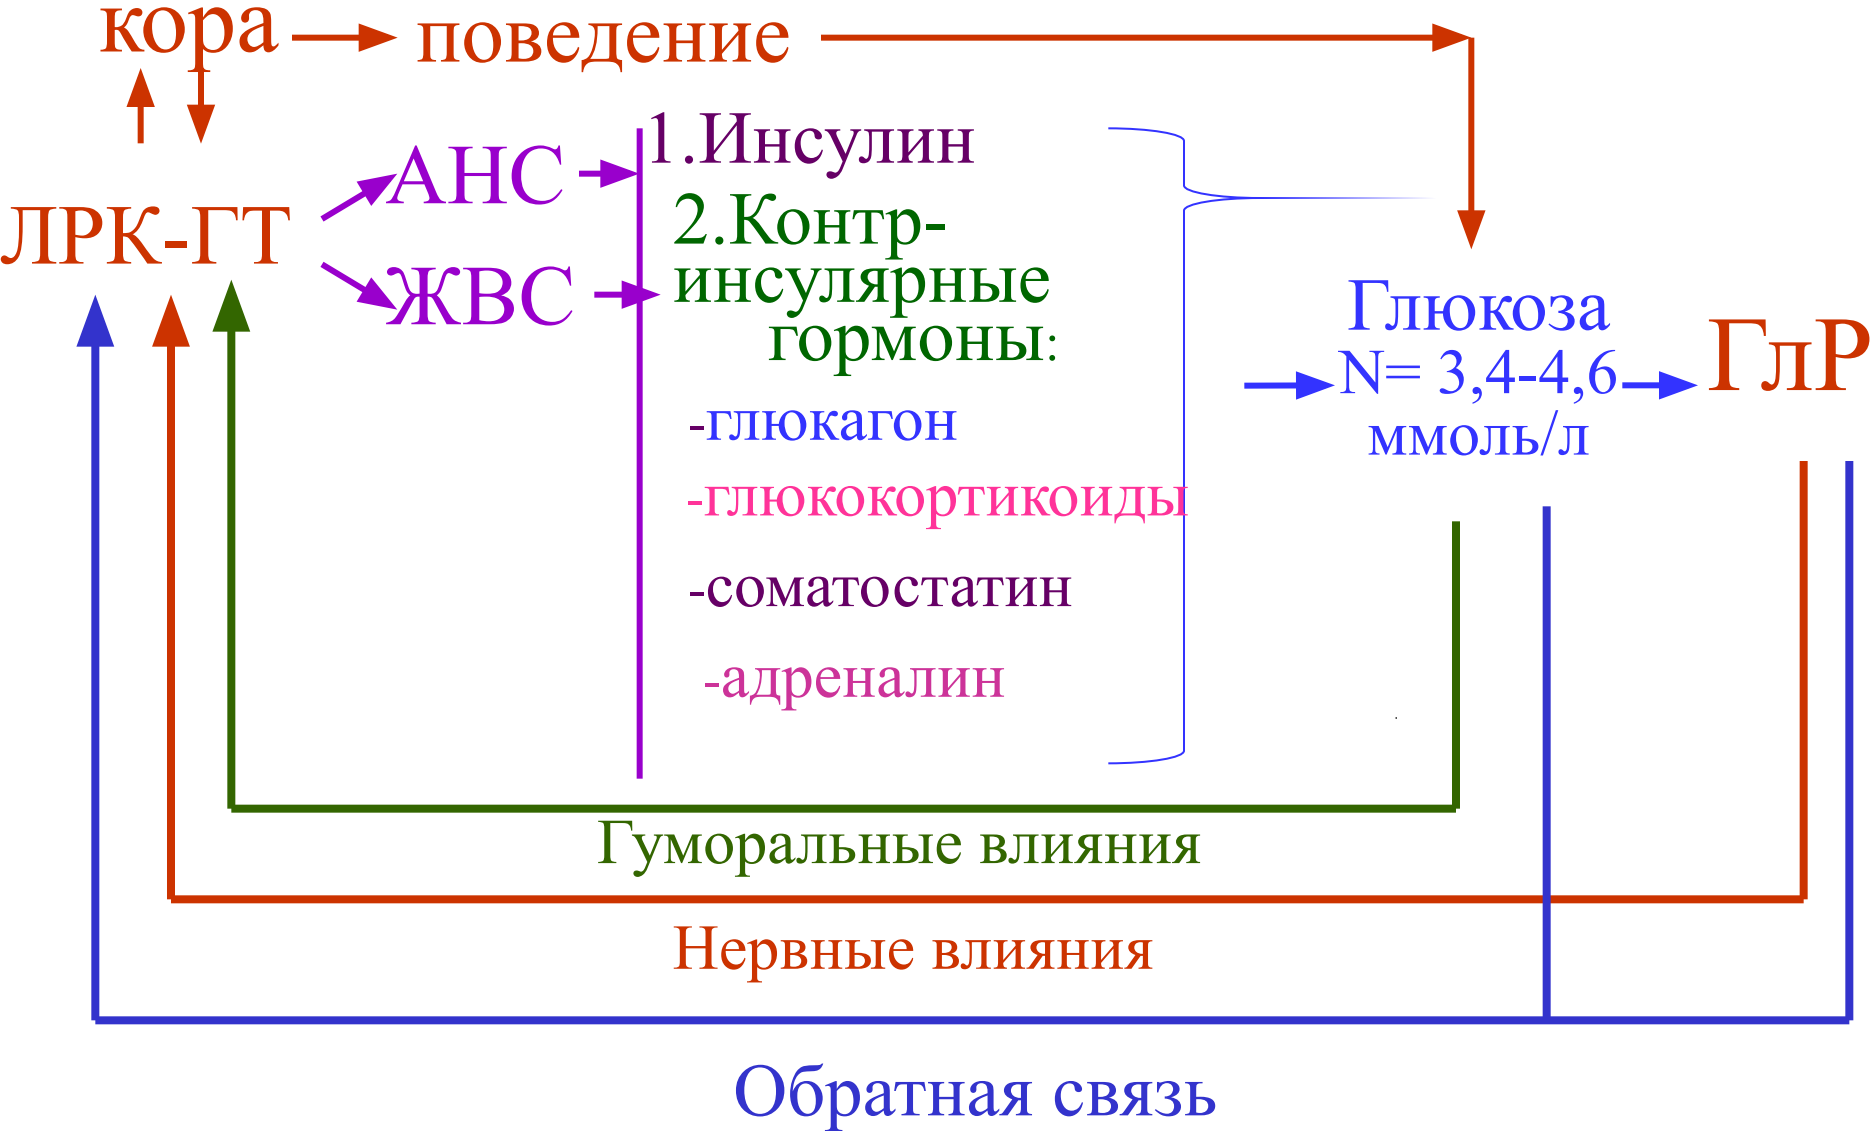 кора
поведение
1.Инсулин
АНС
ЛРК-ГТ
ЖВС
2.Контр-
инсулярные
гормоны:
-глюкагон
-глюкокортикоиды
-соматостатин
-адреналин
Глюкоза
N= 3,4-4,6
ммоль/л
ГлР
Гуморальные влияния
Нервные влияния
Обратная связь